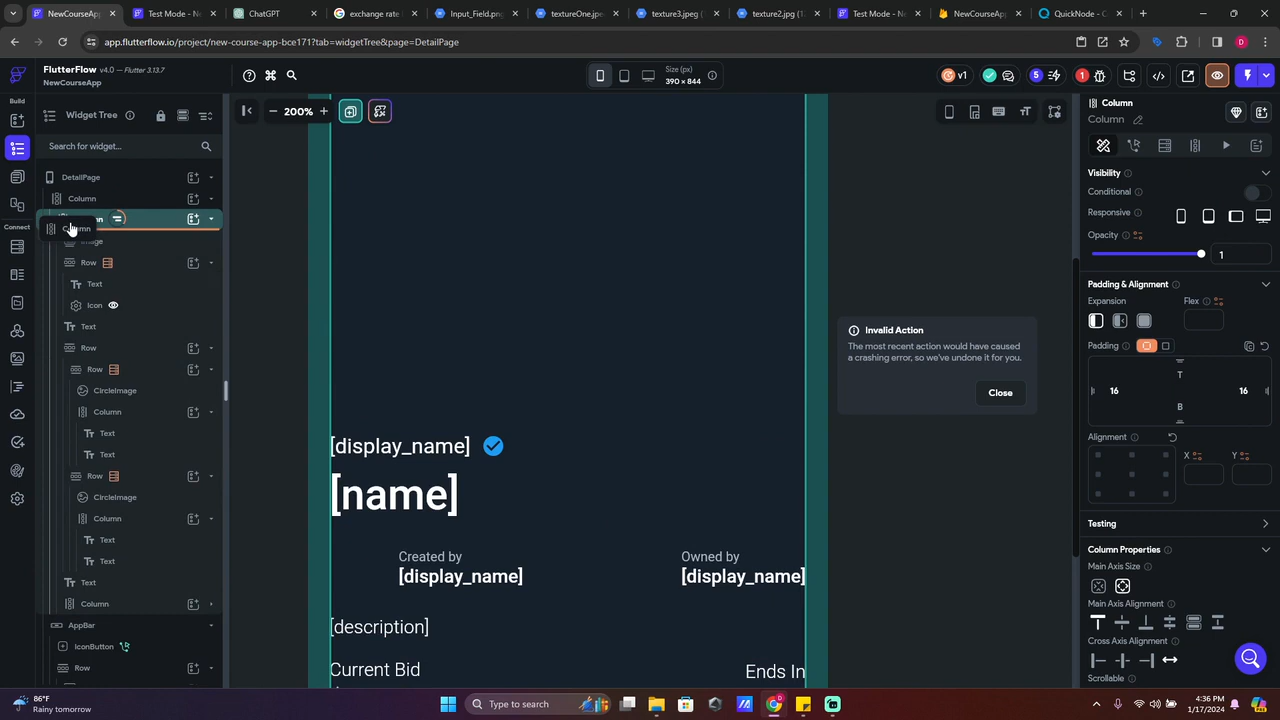 NewCourseApp
Test Mode -
ChatGPT
exchange rate
Input_Field.png
textureOne.jpeg
texture3.jpeg
texture2.jpg
Test Mode -
NewCourseApp
QuickNode - C
app.flutterflow.io/project/new-course-app-bce171?tab=widgetTree&page=DetailPage
FlutterFlow v4.0 - Flutter 3.13.7
NewCourseApp
Size (px)
390 × 844
v1
5
1
Build
Connect
Widget Tree
Search for widget...
DetailPage
Column
Column
Image
Row
Text
Icon
Text
Row
Row
CircleImage
Column
Text
Text
Row
CircleImage
Column
Text
Text
Text
Column
AppBar
IconButton
Row
200%
[display_name]
[name]
Created by
[display_name]
Owned by
[display_name]
[description]
Current Bid
Ends In
Invalid Action
The most recent action would have caused
a crashing error, so we've undone it for you.
Close
Column
Column
Visibility
Conditional
Responsive
Opacity
1
Padding & Alignment
Expansion
Flex
Padding
T
16
16
B
Alignment
X
Y
Testing
Column Properties
Main Axis Size
Main Axis Alignment
Cross Axis Alignment
Scrollable
86°F
Rainy tomorrow
Type to search
4:36 PM
1/17/2024